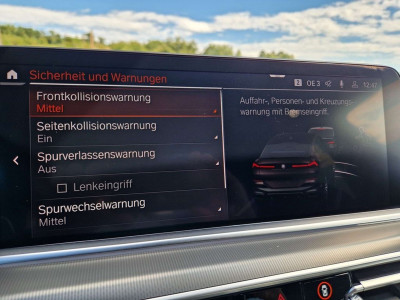 Sicherheit und Warnungen
OE3 12:47
Frontkollisionswarnung
Mittel
Seitenkollisionswarnung
Ein
Spurverlassenswarnung
Aus
Lenkeingriff
Spurwechselwarnung
Mittel
Auffahr-, Personen- und Kreuzungs-
warnung mit Bremseingriff.